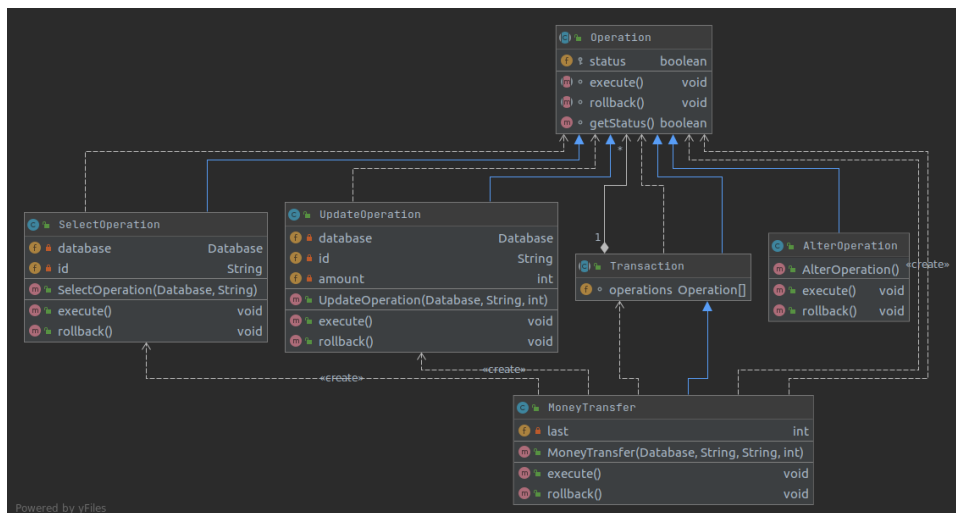 Operation
status boolean
execute() void
rollback() void
getStatus() boolean
*
SelectOperation
database Database
id String
SelectOperation(Database, String)
execute() void
rollback() void
UpdateOperation
database Database
id String
amount int
UpdateOperation(Database, String, int)
execute() void
rollback() void
1
Transaction
operations Operation[]
AlterOperation
AlterOperation()
execute() void
rollback() void
«create»
«create»
«create»
MoneyTransfer
last int
MoneyTransfer(Database, String, String, int)
execute() void
rollback() void
Powered by yFiles